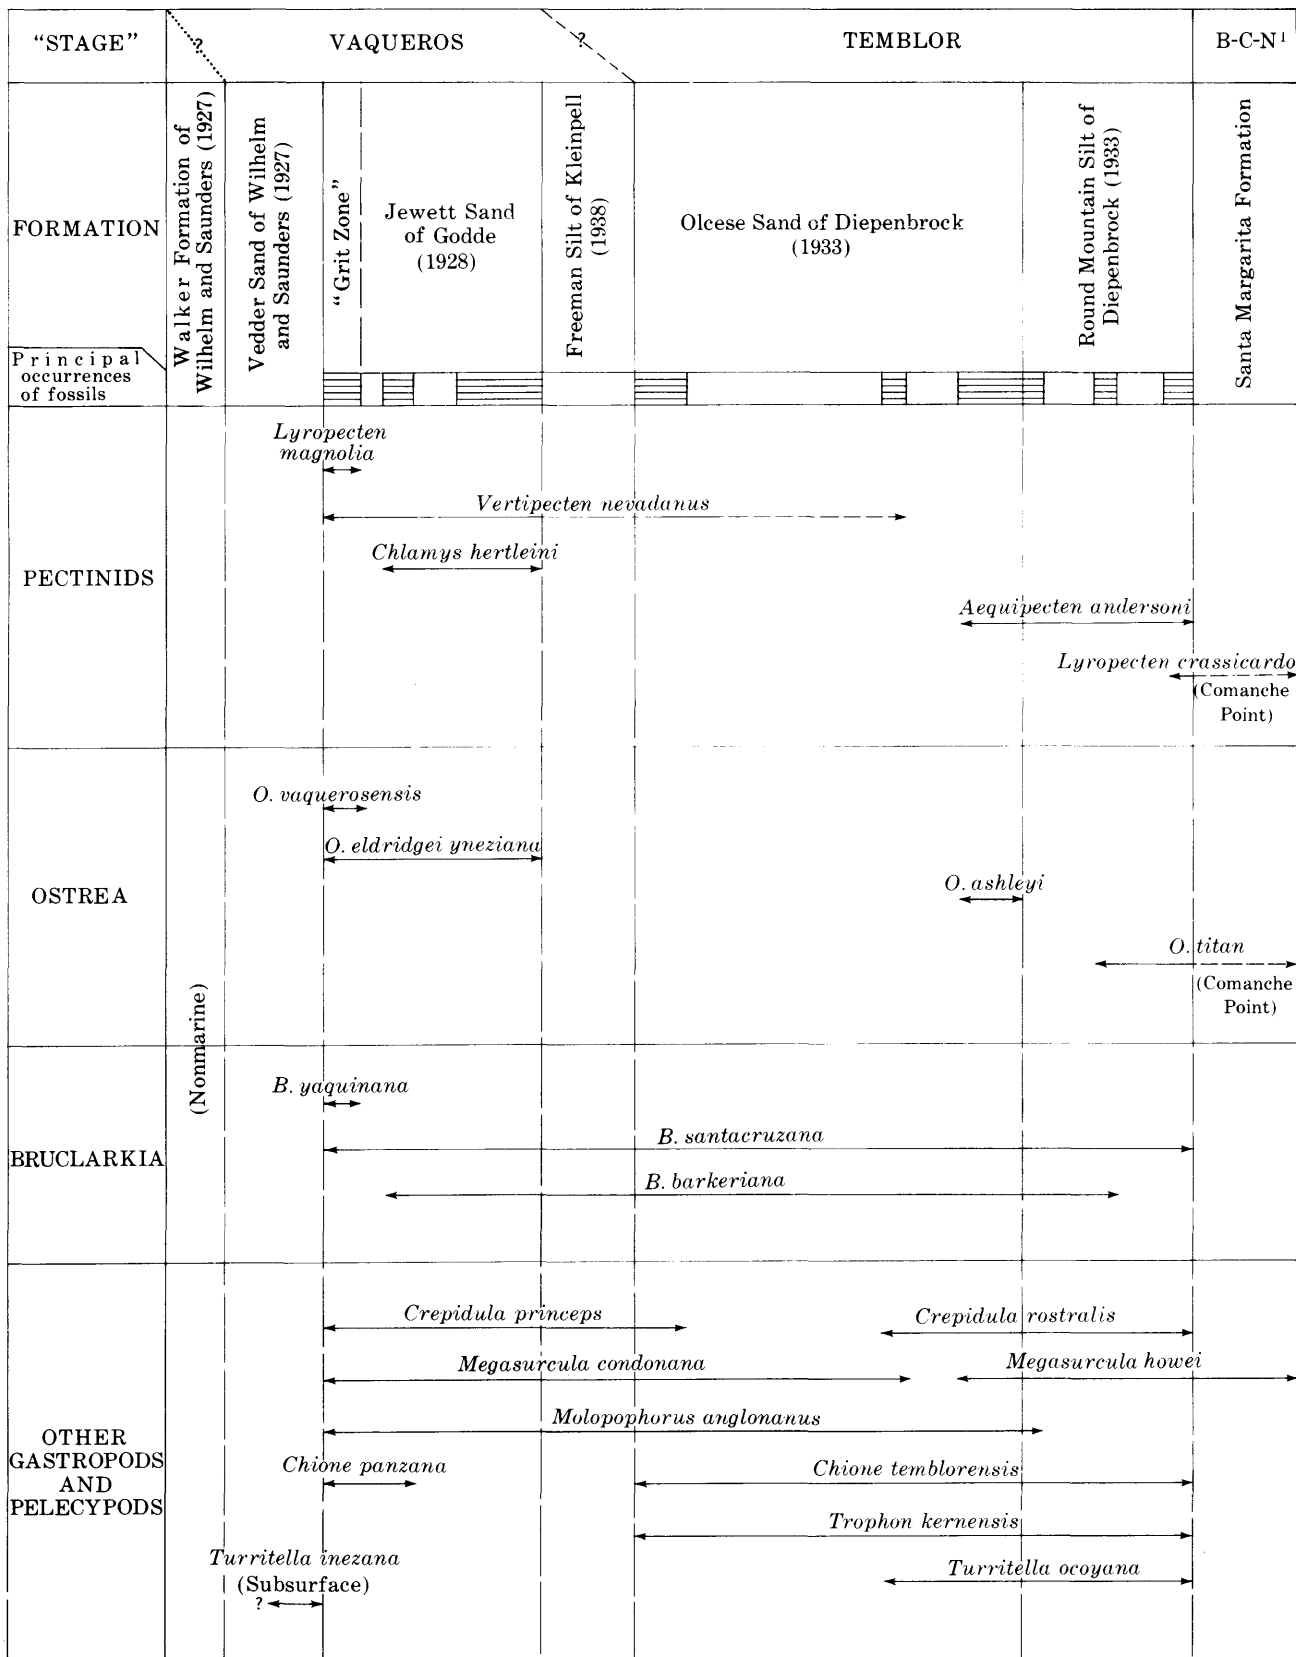 “STAGE”
?
VAQUEROS
?
TEMBLOR
B-C-N1
FORMATION
Walker Formation of
Wilhelm and Saunders (1927)
Vedder Sand of Wilhelm
and Saunders (1927)
“Grit Zone”
Jewett Sand
of Godde
(1928)
Freeman Silt of Kleinpell
(1938)
Olcese Sand of Diepenbrock
(1933)
Round Mountain Silt of
Diepenbrock (1933)
Santa Margarita Formation
Principal
occurrences
of fossils
PECTINIDS
Lyropecten
magnolia
Vertipecten nevadanus
Chlamys hertleini
Aequipecten andersoni
Lyropecten crassicardo
(Comanche
Point)
OSTREA
O. vaquerosensis
O. eldridgei yneziana
O. ashleyi
O. titan
(Comanche
Point)
(Nonmarine)
BRUCLARKIA
B. yaquinana
B. santacruzana
B. barkeriana
OTHER
GASTROPODS
AND
PELECYPODS
Crepidula princeps
Crepidula rostralis
Megasurcula condonana
Megasurcula howei
Molopophorus anglonanus
Chione panzana
Chione temblorensis
Trophon kernensis
Turritella inezana
(Subsurface)
?
Turritella ocoyana